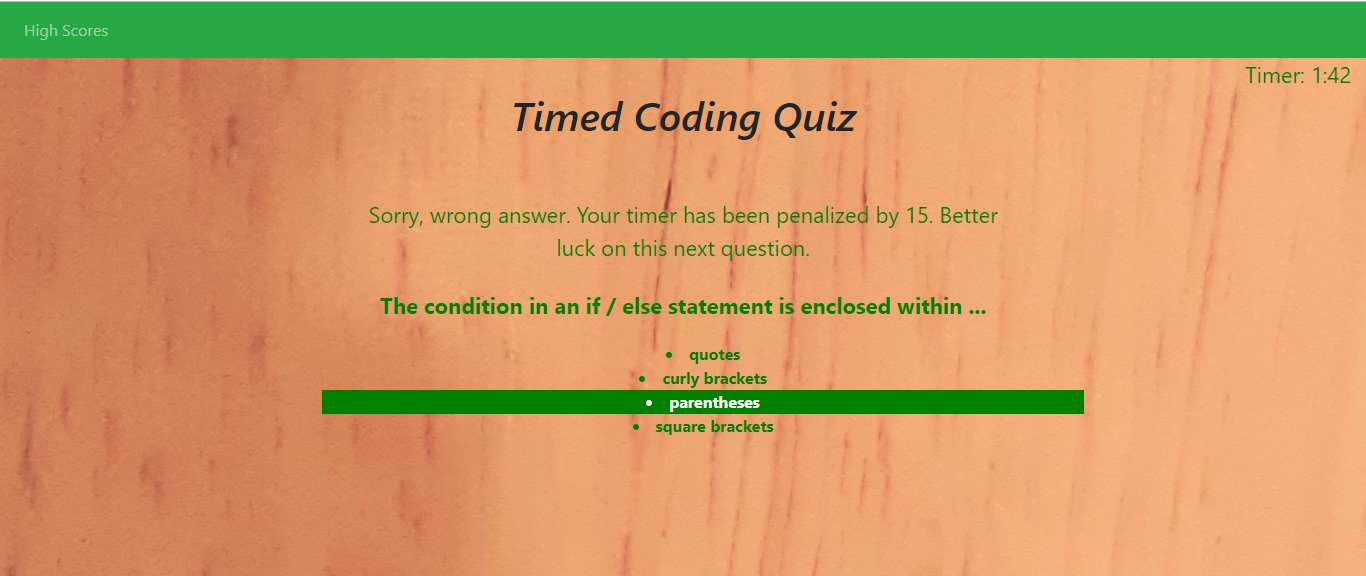 High Scores
Timer: 1:42
Timed Coding Quiz
Sorry, wrong answer. Your timer has been penalized by 15. Better
luck on this next question.
The condition in an if / else statement is enclosed within ...
• quotes
• curly brackets
• parentheses
• square brackets